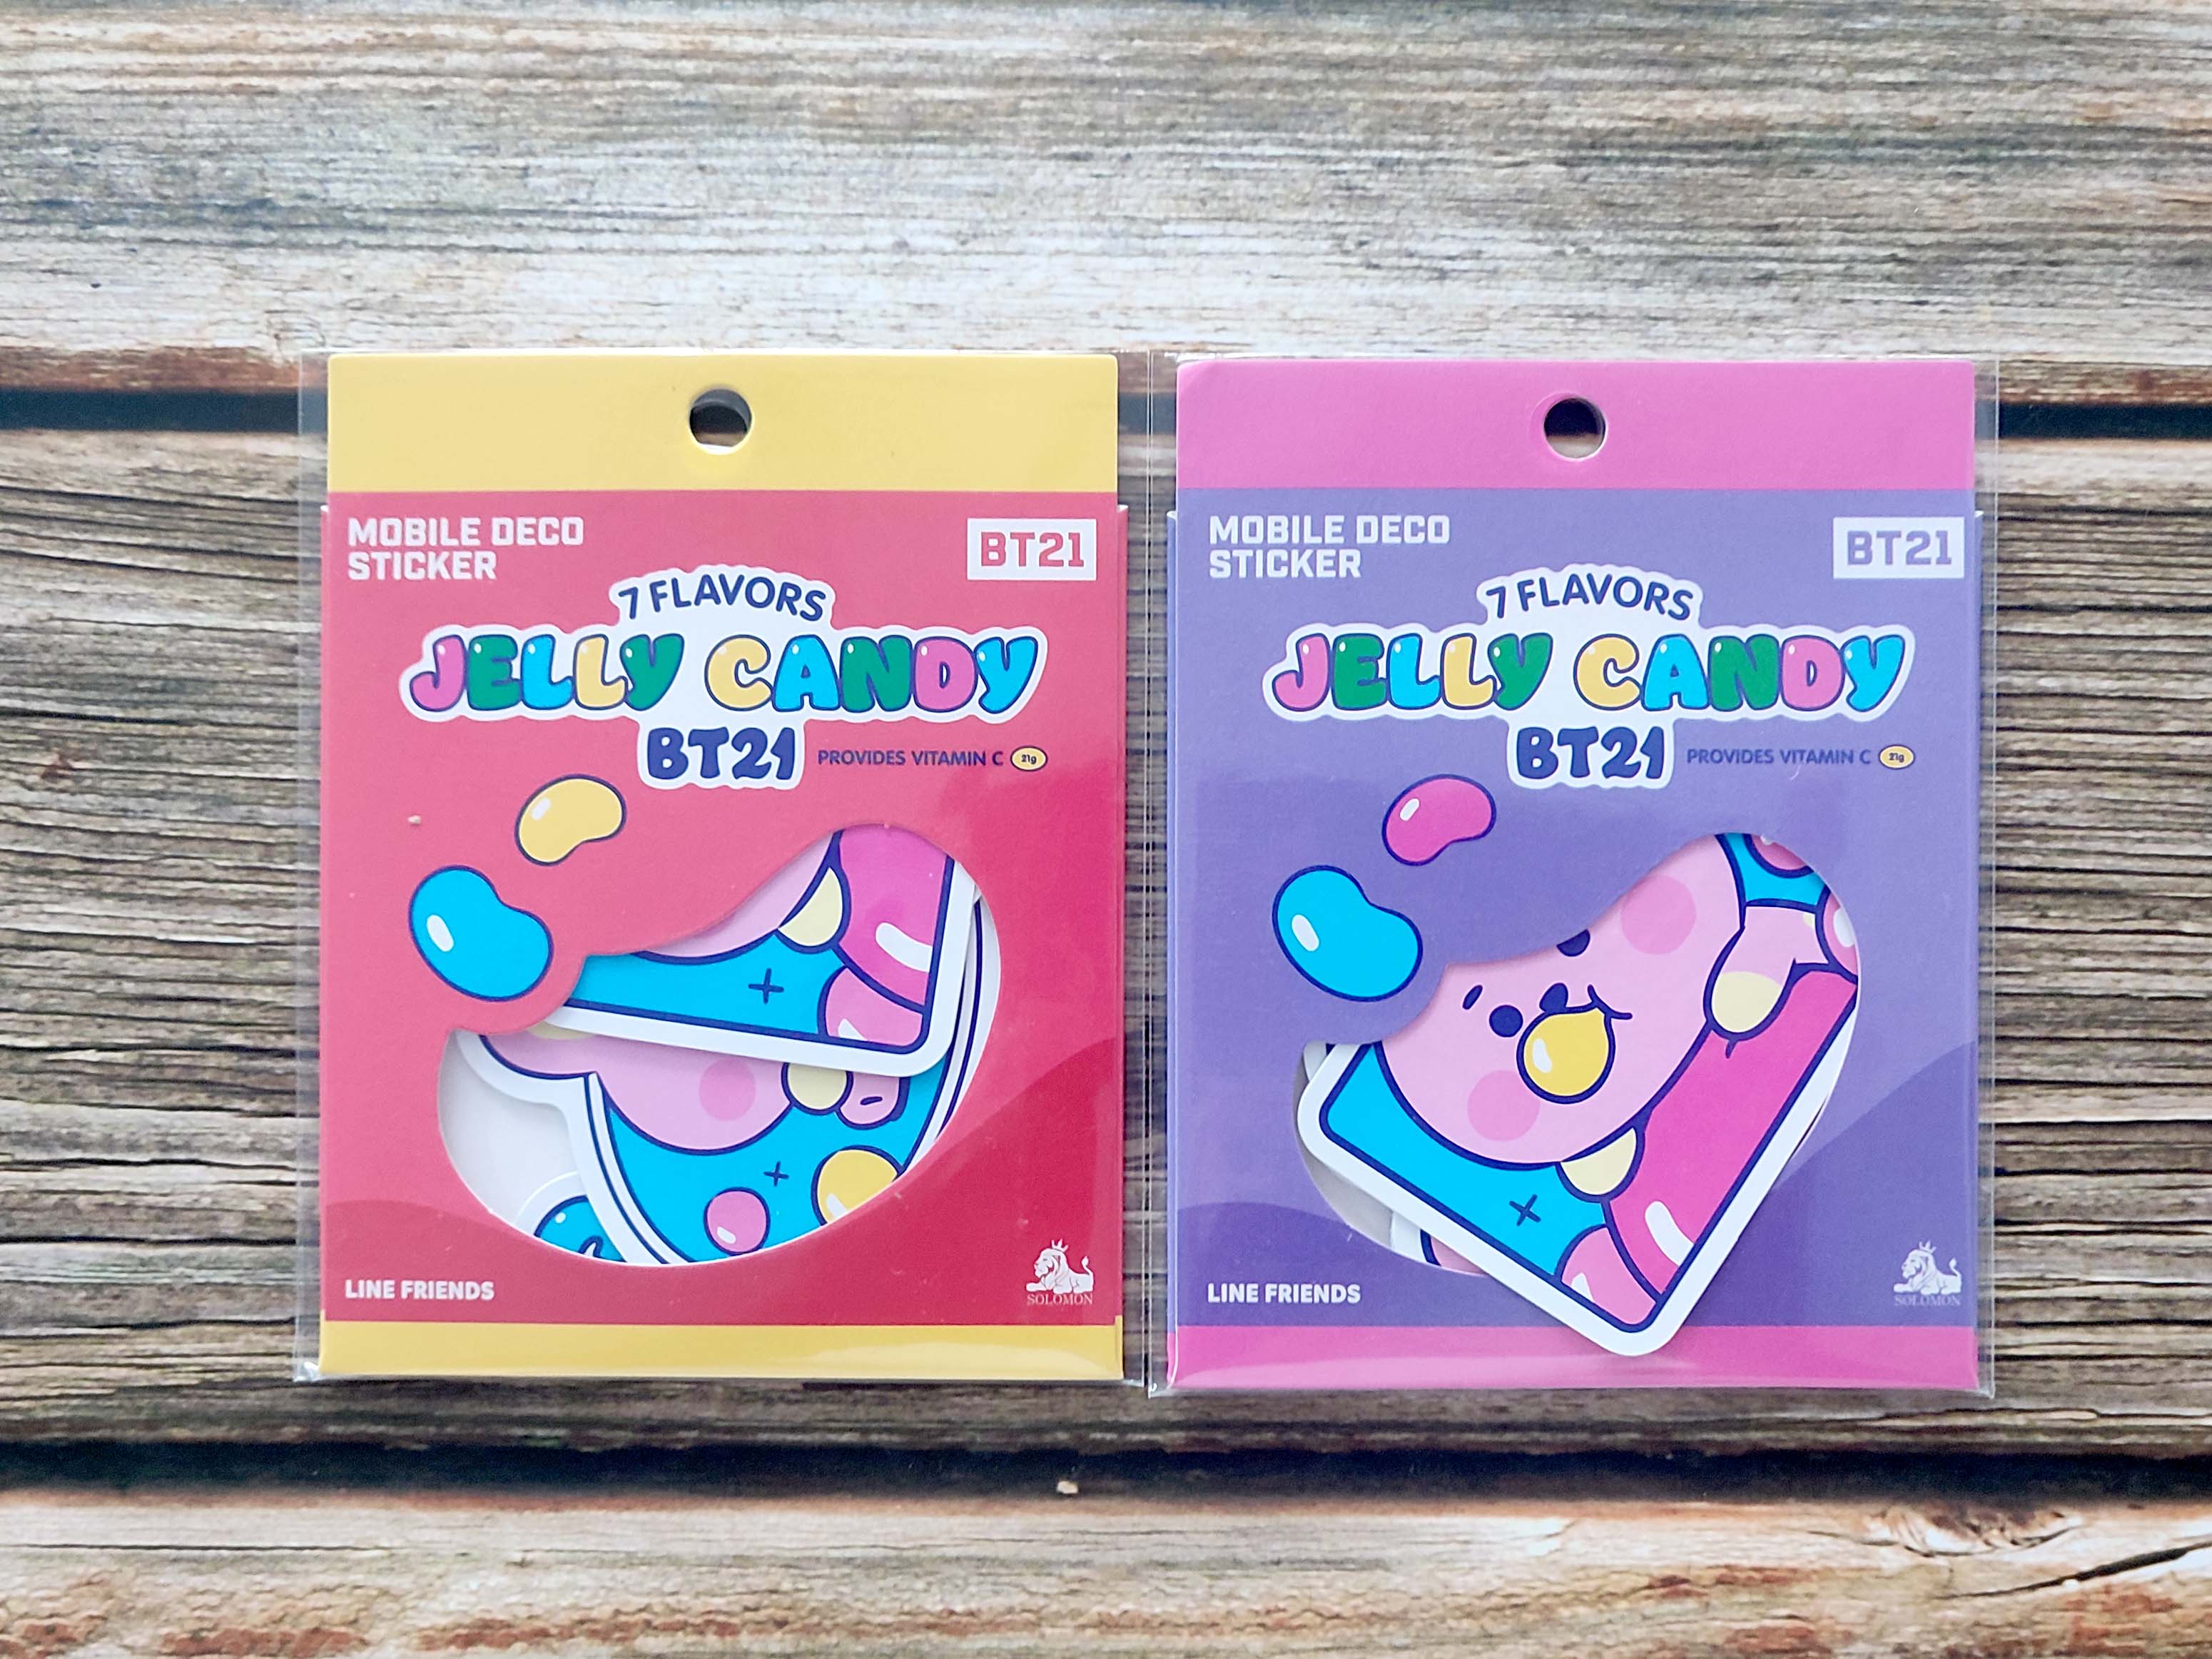 MOBILE DECO
STICKER
BT21
7 FLAVORS
JELLY CANDY
BT21
PROVIDES VITAMIN C
21g
LINE FRIENDS
SOLOMON
MOBILE DECO
STICKER
BT21
7 FLAVORS
JELLY CANDY
BT21
PROVIDES VITAMIN C
21g
LINE FRIENDS
SOLOMON